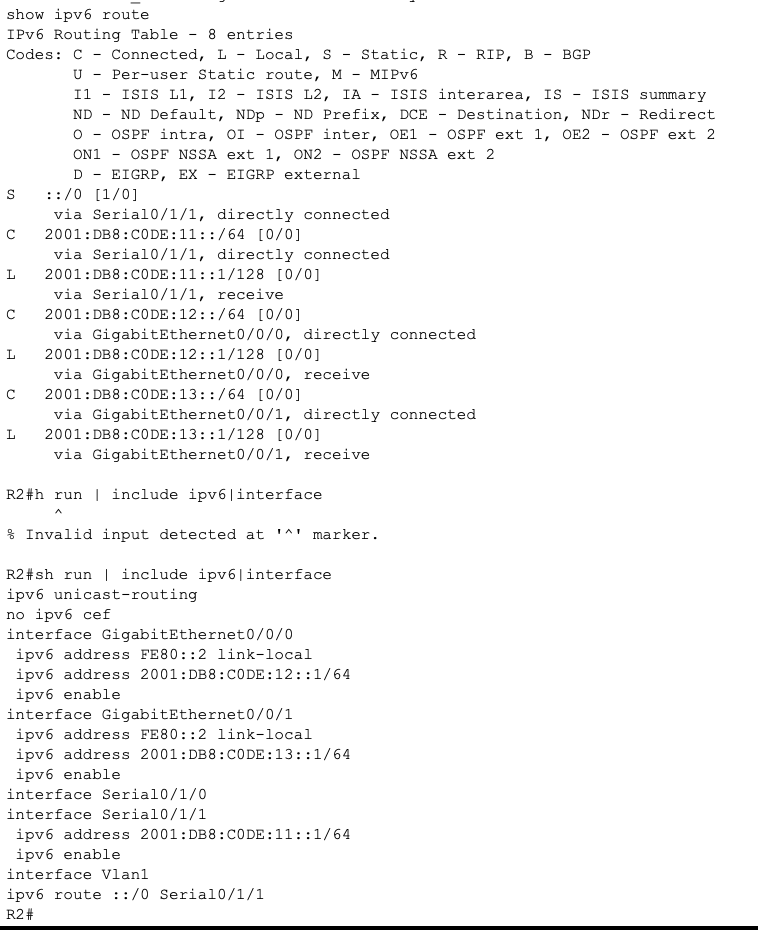 show ipv6 route
IPv6 Routing Table - 8 entries
Codes: C - Connected, L - Local, S - Static, R - RIP, B - BGP
       U - Per-user Static route, M - MIPv6
       I1 - ISIS L1, I2 - ISIS L2, IA - ISIS interarea, IS - ISIS summary
       ND - ND Default, NDp - ND Prefix, DCE - Destination, NDr - Redirect
       O - OSPF intra, OI - OSPF inter, OE1 - OSPF ext 1, OE2 - OSPF ext 2
       ON1 - OSPF NSSA ext 1, ON2 - OSPF NSSA ext 2
       D - EIGRP, EX - EIGRP external
S   ::/0 [1/0]
     via Serial0/1/1, directly connected
C   2001:DB8:C0DE:11::/64 [0/0]
     via Serial0/1/1, directly connected
L   2001:DB8:C0DE:11::1/128 [0/0]
     via Serial0/1/1, receive
C   2001:DB8:C0DE:12::/64 [0/0]
     via GigabitEthernet0/0/0, directly connected
L   2001:DB8:C0DE:12::1/128 [0/0]
     via GigabitEthernet0/0/0, receive
C   2001:DB8:C0DE:13::/64 [0/0]
     via GigabitEthernet0/0/1, directly connected
L   2001:DB8:C0DE:13::1/128 [0/0]
     via GigabitEthernet0/0/1, receive

R2#h run | include ipv6|interface
     ^
% Invalid input detected at '^' marker.

R2#sh run | include ipv6|interface
ipv6 unicast-routing
no ipv6 cef
interface GigabitEthernet0/0/0
 ipv6 address FE80::2 link-local
 ipv6 address 2001:DB8:C0DE:12::1/64
 ipv6 enable
interface GigabitEthernet0/0/1
 ipv6 address FE80::2 link-local
 ipv6 address 2001:DB8:C0DE:13::1/64
 ipv6 enable
interface Serial0/1/0
interface Serial0/1/1
 ipv6 address 2001:DB8:C0DE:11::1/64
 ipv6 enable
interface Vlan1
ipv6 route ::/0 Serial0/1/1
R2#